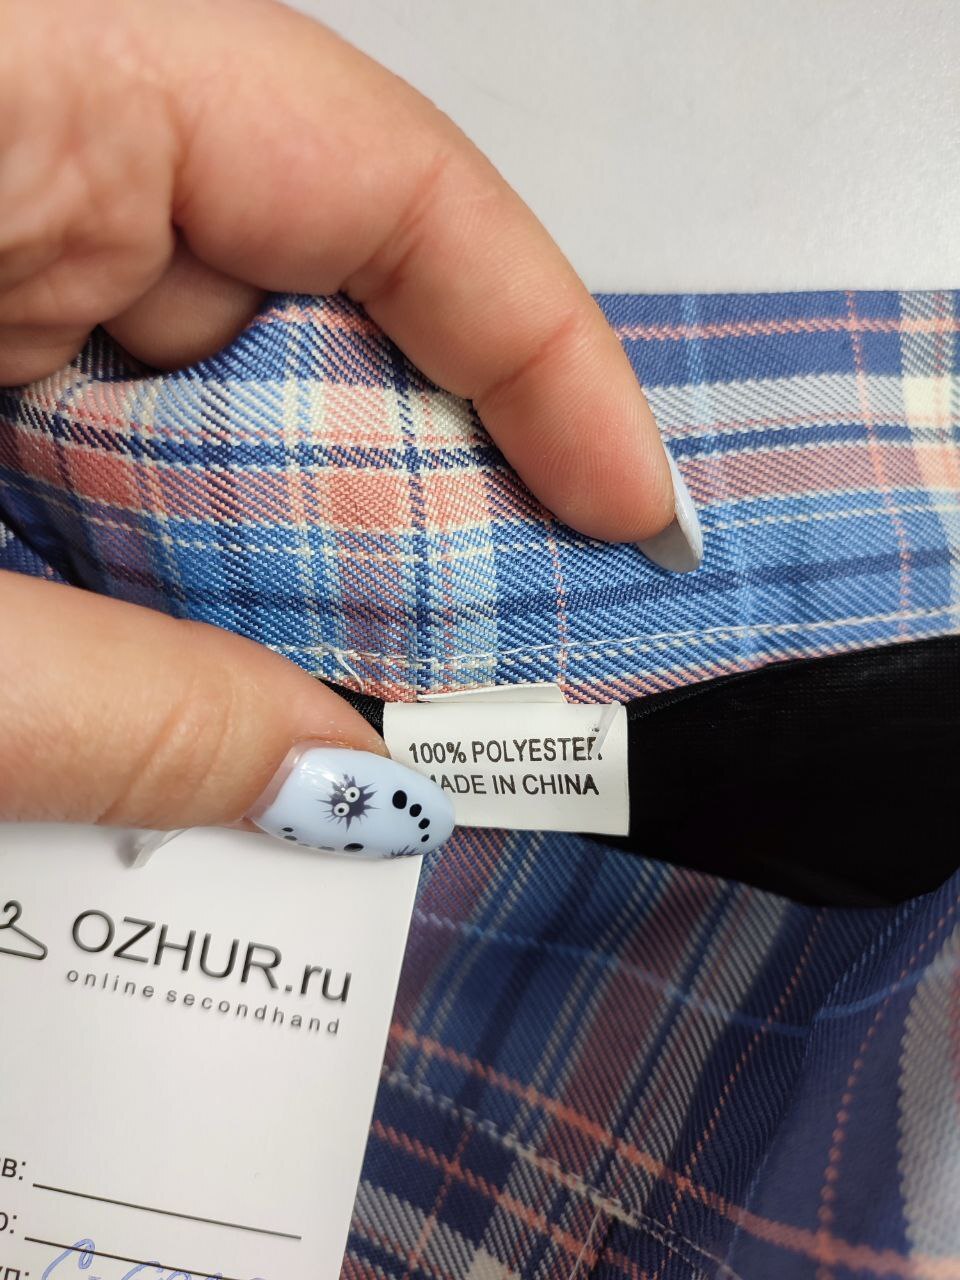 100% POLYESTER
MADE IN CHINA
OZHUR.ru
online secondhand